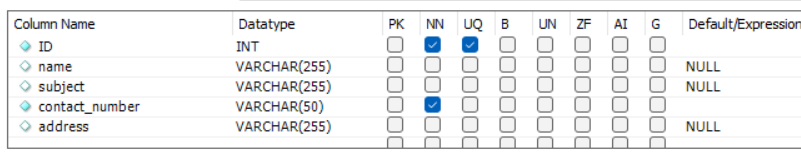 Column Name Datatype PK NN UQ B UN ZF AI G Default/Expression
ID INT
name VARCHAR(255) NULL
subject VARCHAR(255) NULL
contact_number VARCHAR(50)
address VARCHAR(255) NULL